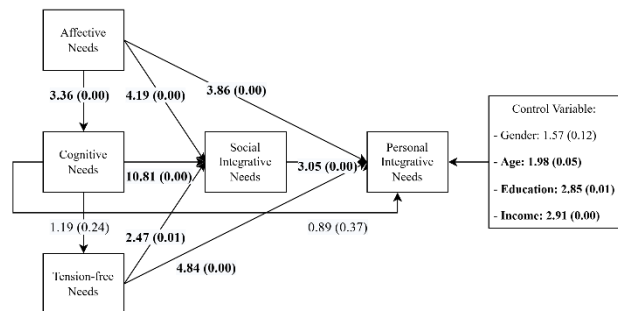 Affective
Needs
3.36 (0.00)
4.19 (0.00)
3.86 (0.00)
Control Variable:
- Gender: 1.57 (0.12)
- Age: 1.98 (0.05)
- Education: 2.85 (0.01)
- Income: 2.91 (0.00)
Cognitive
Needs
Social
Integrative
Needs
Personal
Integrative
Needs
10,81 (0.00)
3.05 (0.00)
1.19 (0.24)
2.47 (0.01)
0.89 (0.37)
4.84 (0.00)
Tension-free
Needs